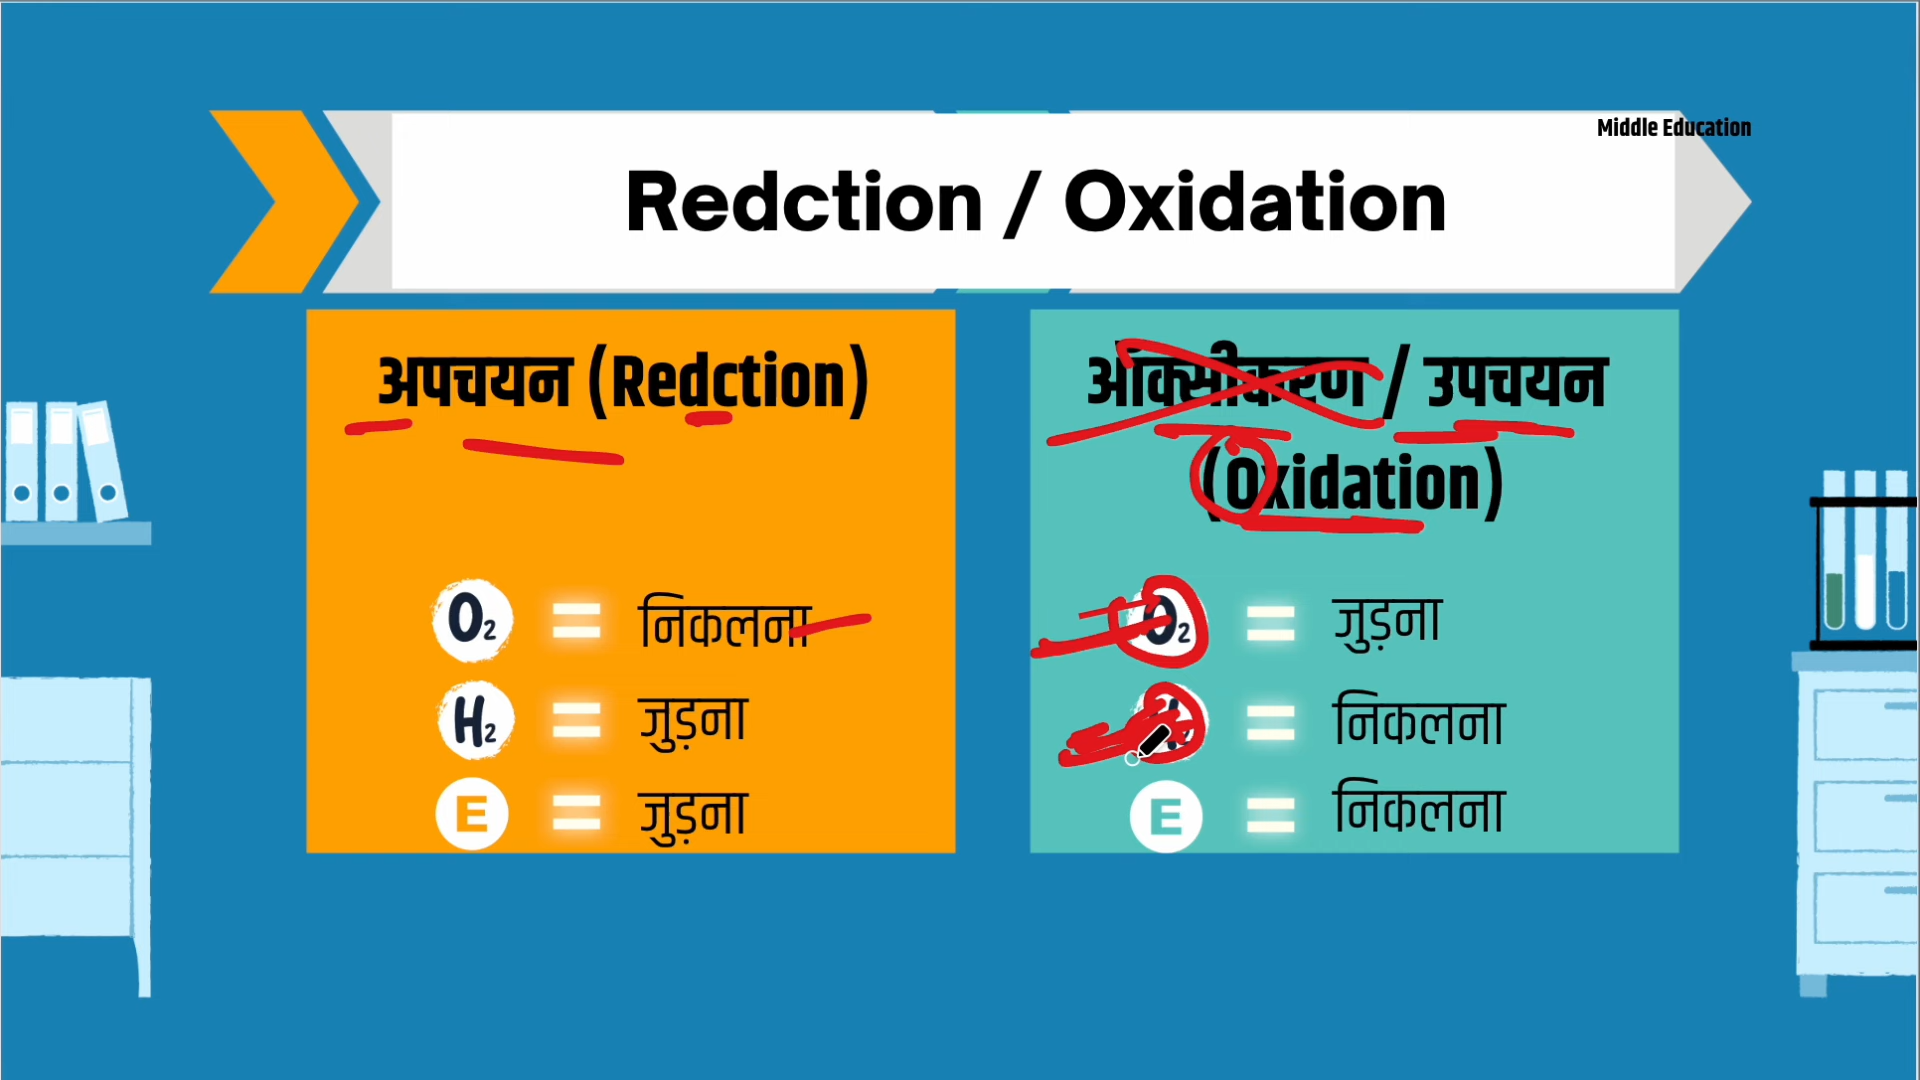 Middle Education
Redction / Oxidation
अपचयन (Redction)
O₂ = निकलना
H₂ = जुड़ना
E = जुड़ना
ऑक्सीकरण / उपचयन
(Oxidation)
O₂ = जुड़ना
= निकलना
E = निकलना